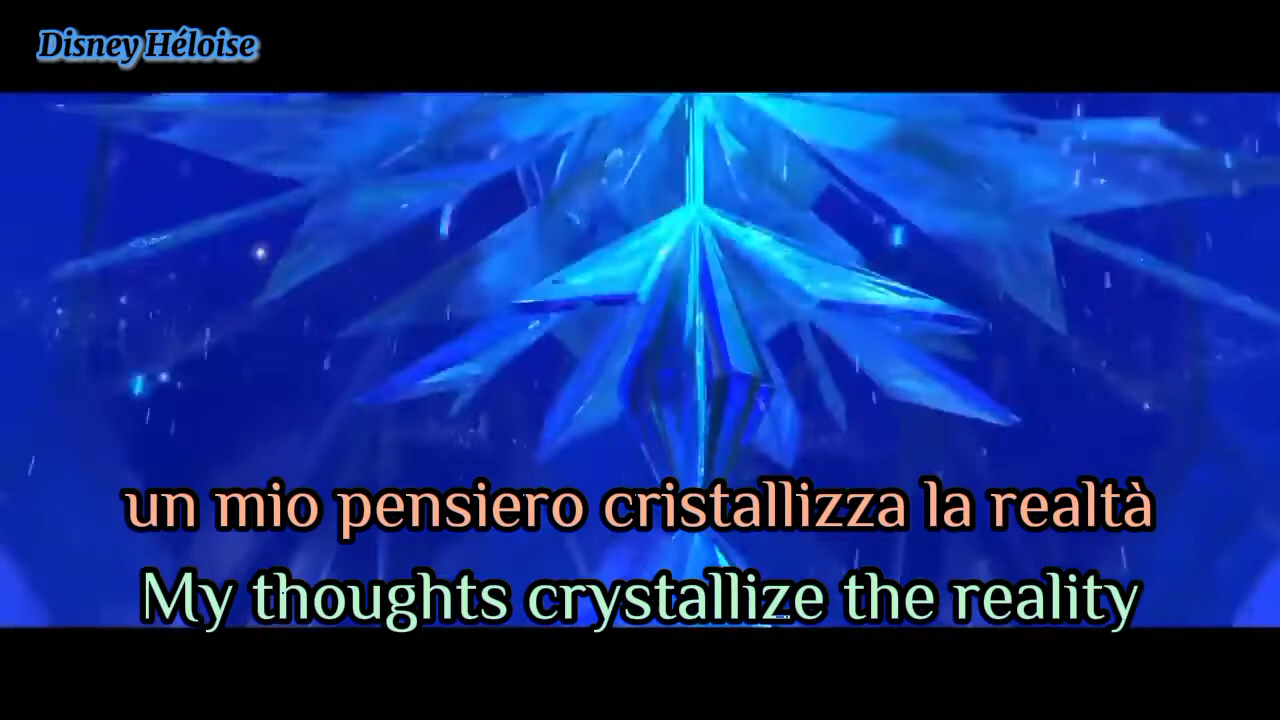 Disney Héloise
un mio pensiero cristallizza la realtà
My thoughts crystallize the reality